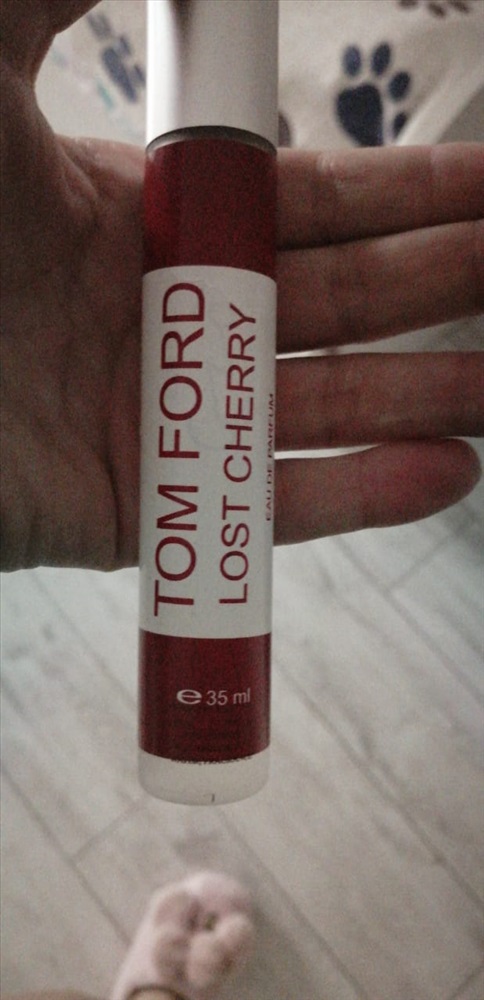 TOM FORD
LOST CHERRY
EAU DE PARFUM
℮ 35 ml